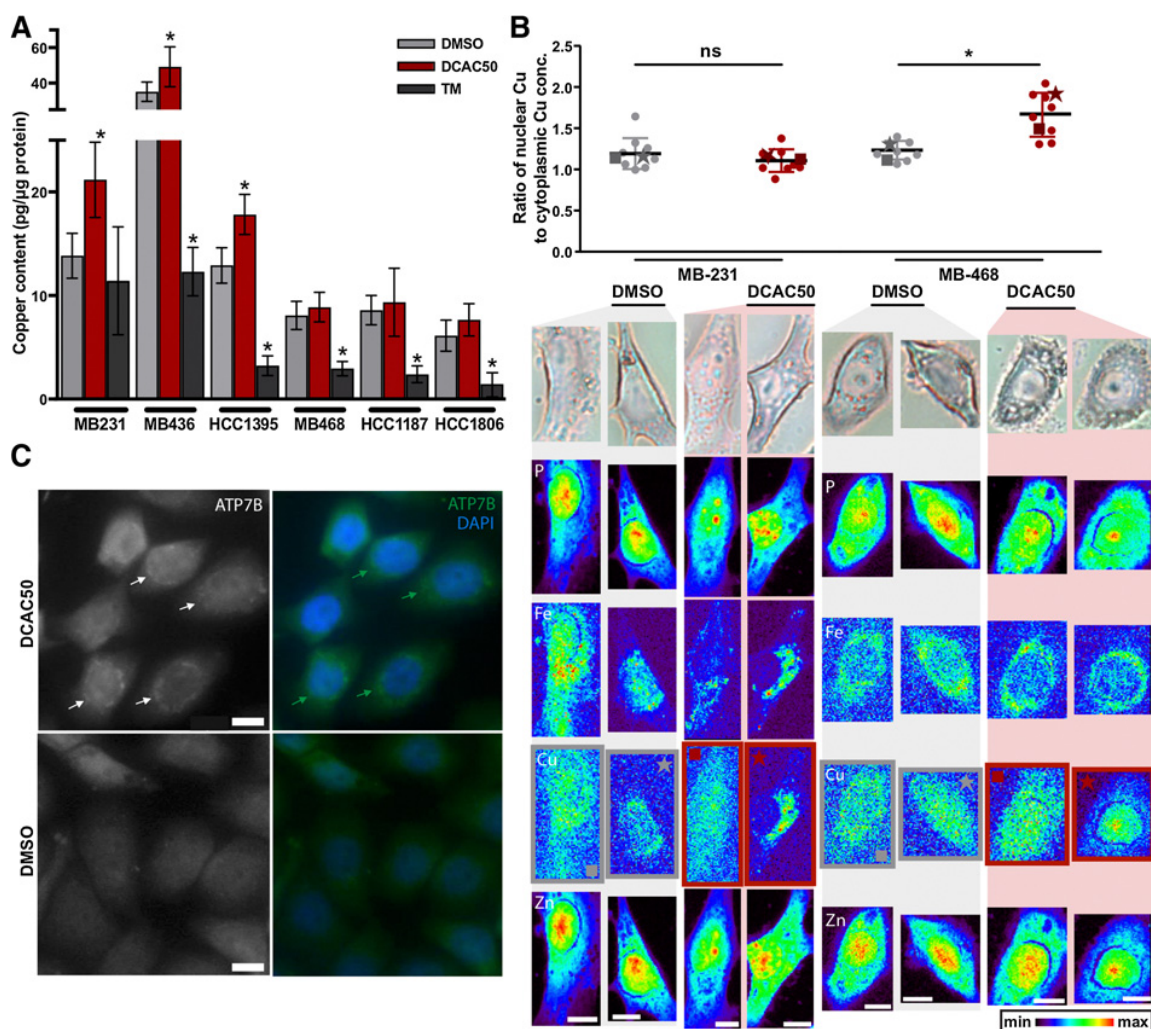 A
60
40
20
10
0
Copper content (pg/µg protein)
*
*
*
*
*
*
*
*
DMSO
DCAC50
TM
MB231
MB436
HCC1395
MB468
HCC1187
HCC1806
B
2.5
2.0
1.5
1.0
0.5
0.0
Ratio of nuclear Cu
to cytoplasmic Cu conc.
ns
*
MB-231
MB-468
DMSO
DCAC50
DMSO
DCAC50
P
P
Fe
Fe
Cu
Cu
Zn
Zn
min
max
C
ATP7B
ATP7B
DAPI
DCAC50
DMSO